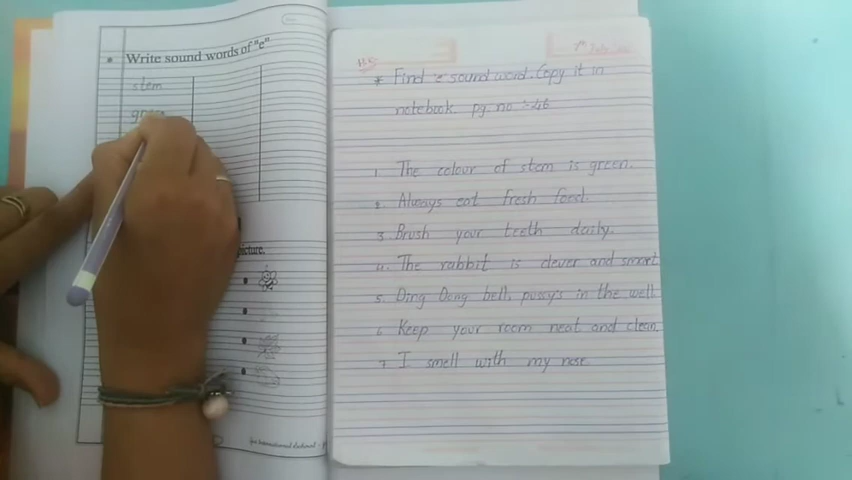 Write sound words of "e"
stem
picture.
* Find 'e' sound word. Copy it in
notebook pg no :- 46
1. The colour of stem is green.
2. Always eat fresh food.
3. Brush your teeth daily.
4. The rabbit is clever and smart
5. Ding Dong bell, pussy's in the well
6. Keep your room neat and clean
7. I smell with my nose